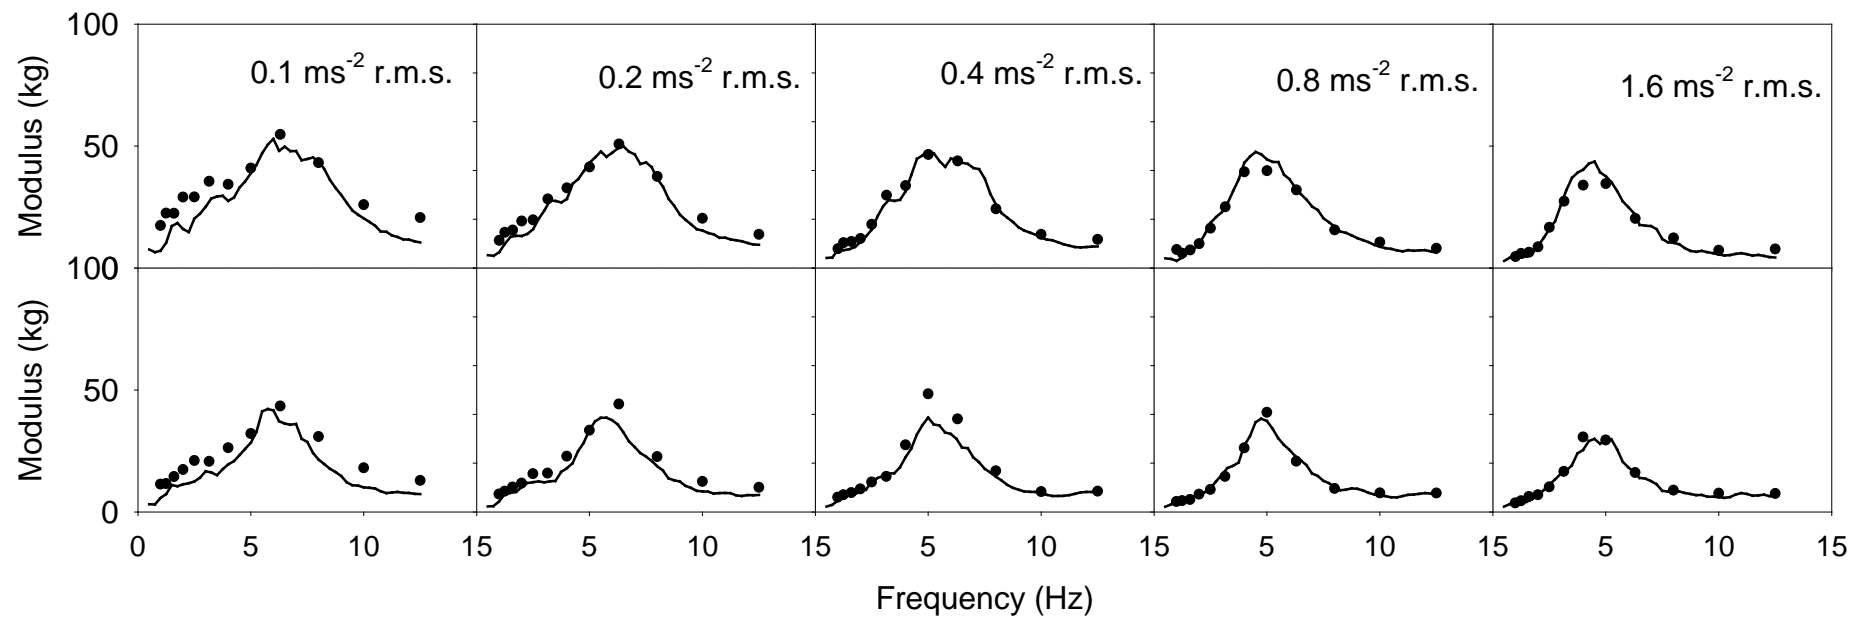 100
0.1 ms-2 r.m.s.
0.2 ms-2 r.m.s.
0.4 ms-2 r.m.s.
0.8 ms-2 r.m.s.
1.6 ms-2 r.m.s.
Modulus (kg)
50
0
100
Modulus (kg)
50
0
0 5 10 15 5 10 15 5 10 15 5 10 15 5 10 15
Frequency (Hz)